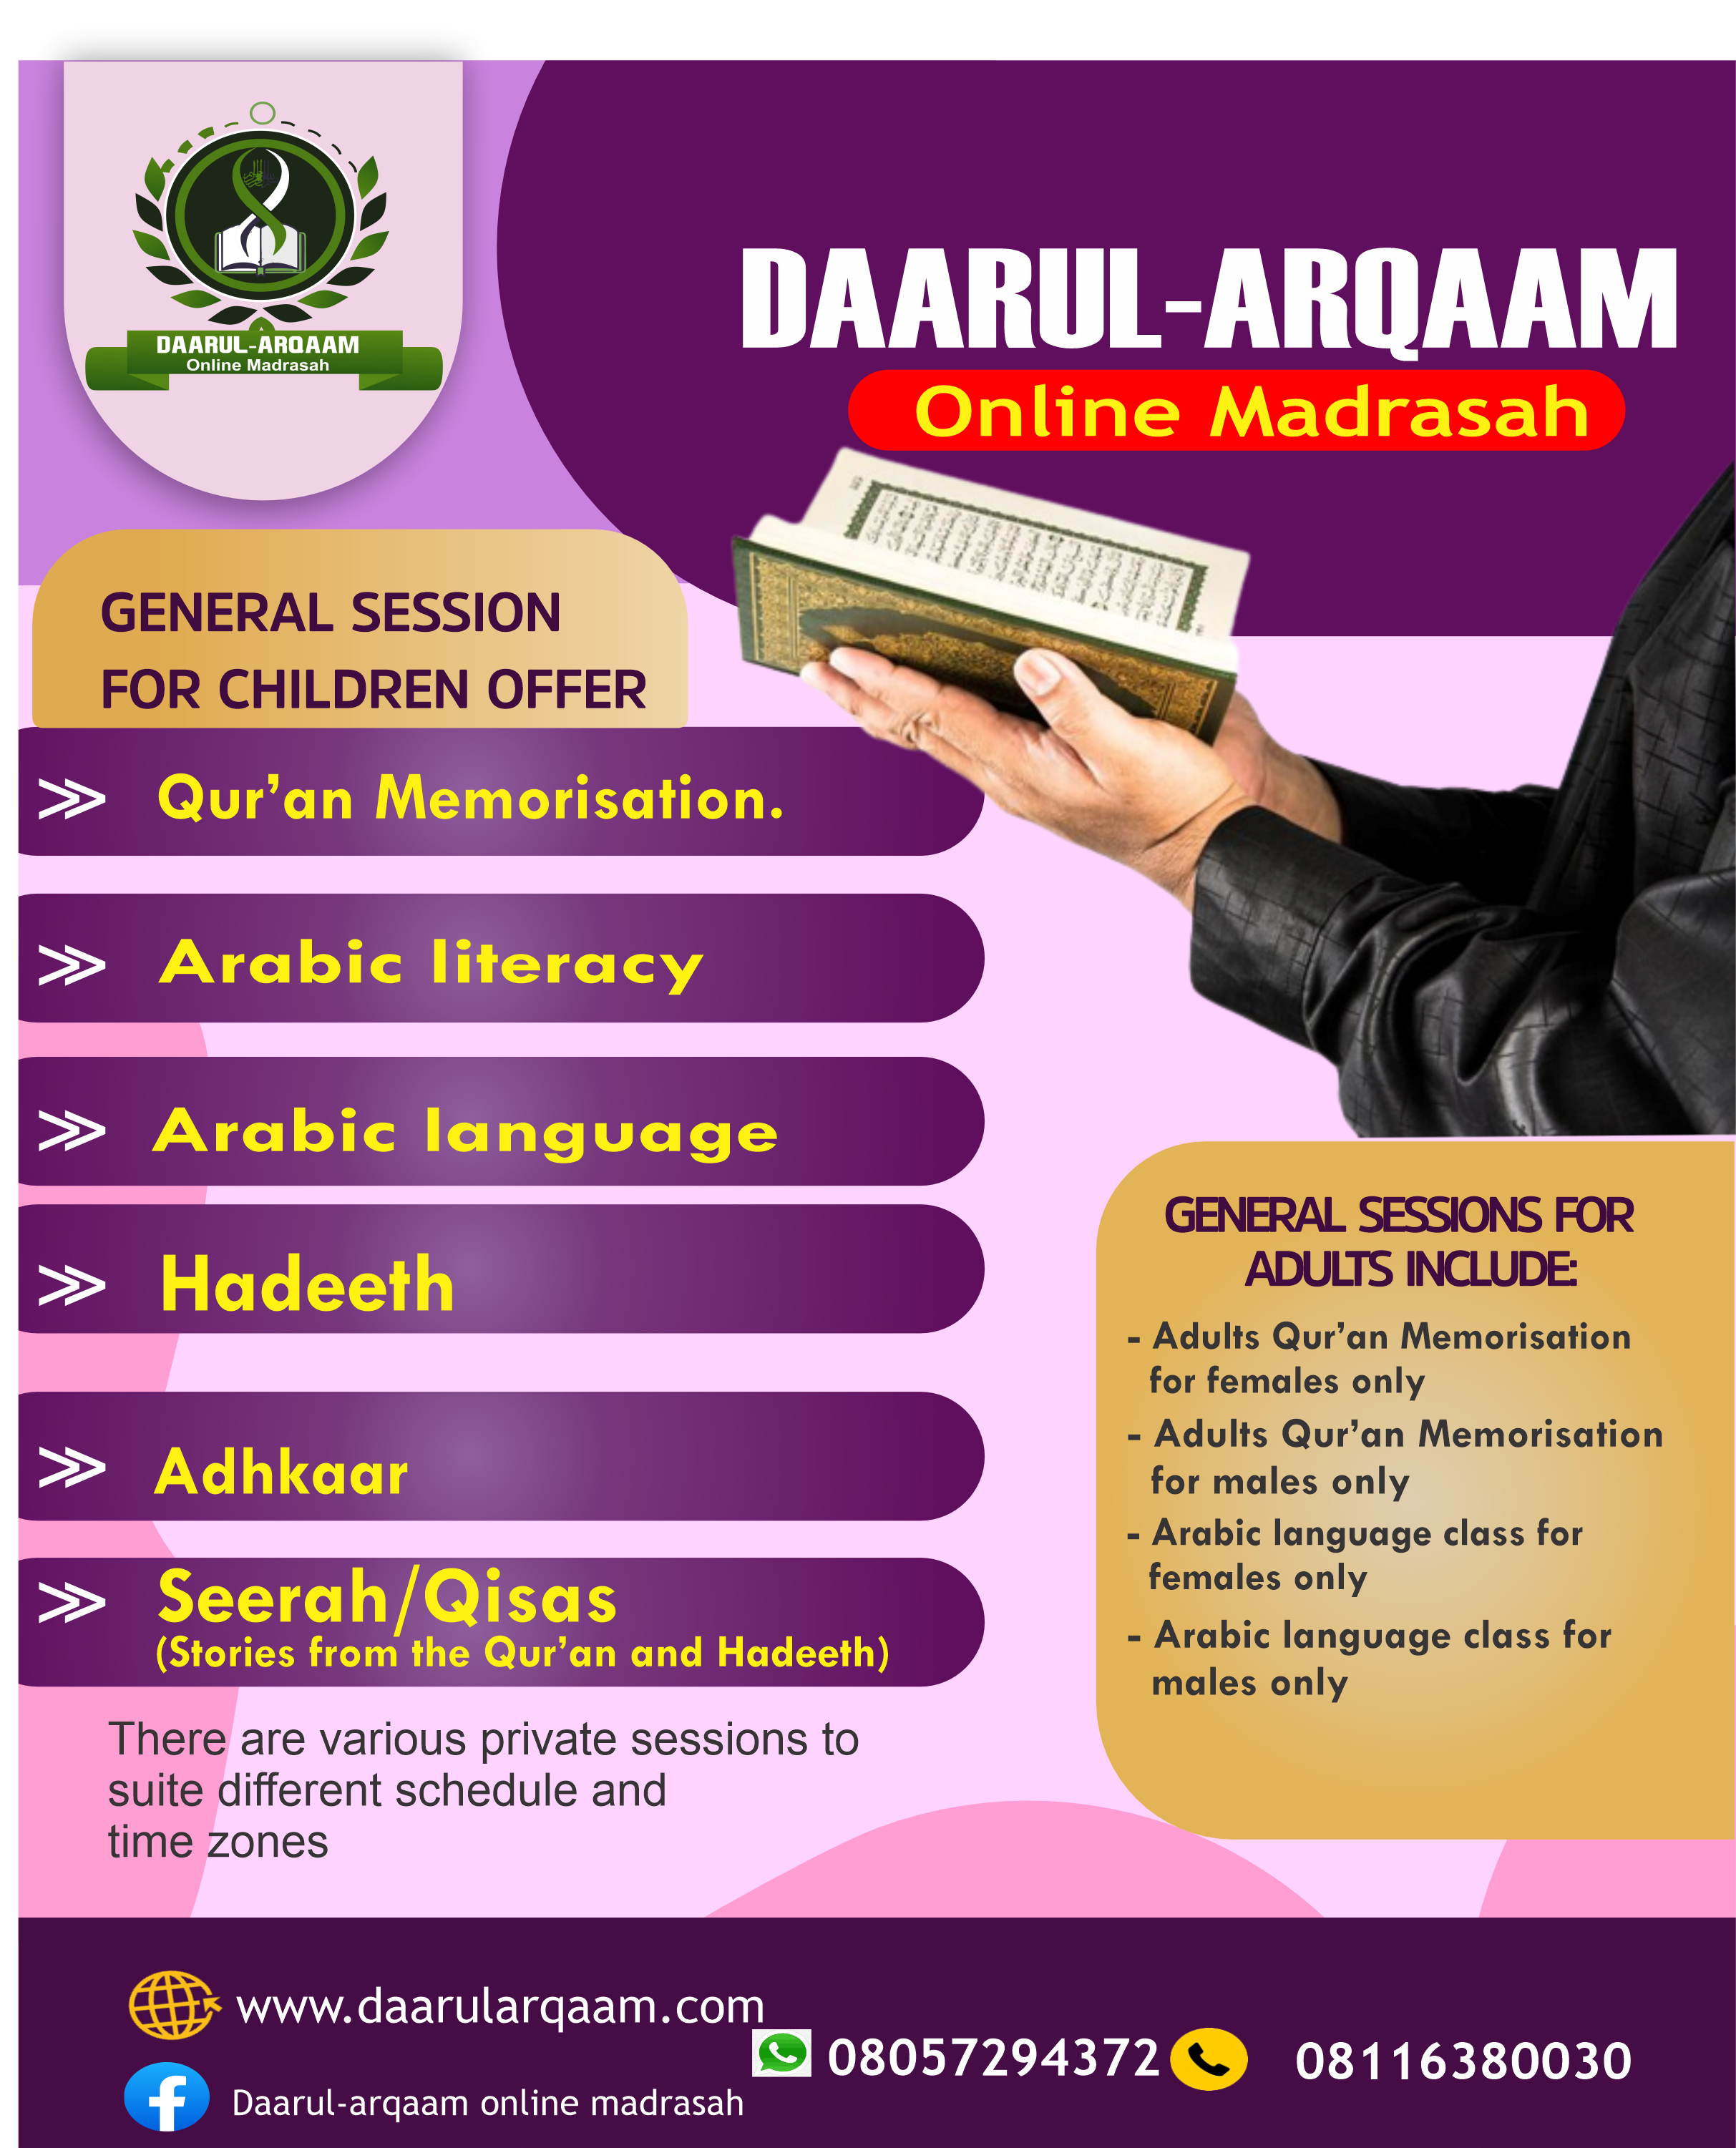 DAARUL-ARQAAM
Online Madrasah
DAARUL-ARQAAM
Online Madrasah
GENERAL SESSION
FOR CHILDREN OFFER
Qur’an Memorisation.
Arabic literacy
Arabic language
Hadeeth
Adhkaar
Seerah/Qisas
(Stories from the Qur’an and Hadeeth)
There are various private sessions to
suite different schedule and
time zones
GENERAL SESSIONS FOR
ADULTS INCLUDE:
- Adults Qur’an Memorisation
for females only
- Adults Qur’an Memorisation
for males only
- Arabic language class for
females only
- Arabic language class for
males only
www.daarularqaam.com
08057294372
08116380030
Daarul-arqaam online madrasah